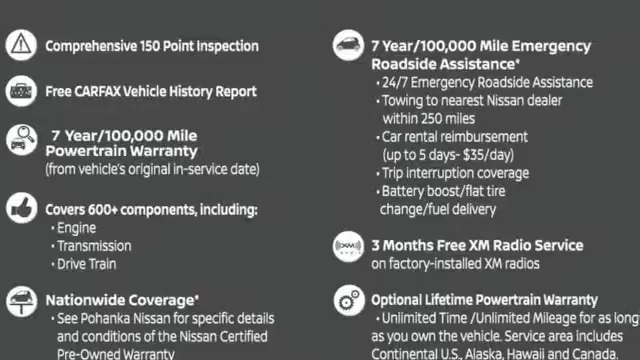 Comprehensive 150 Point Inspection
Free CARFAX Vehicle History Report
7 Year/100,000 Mile
Powertrain Warranty
(from vehicle's original in-service date)
Covers 600+ components, including:
• Engine
• Transmission
• Drive Train
Nationwide Coverage*
• See Pohanka Nissan for specific details
and conditions of the Nissan Certified
Pre-Owned Warranty
7 Year/100,000 Mile Emergency
Roadside Assistance*
• 24/7 Emergency Roadside Assistance
• Towing to nearest Nissan dealer
within 250 miles
• Car rental reimbursement
(up to 5 days- $35/day)
• Trip interruption coverage
• Battery boost/flat tire
change/fuel delivery
XM
3 Months Free XM Radio Service
on factory-installed XM radios
Optional Lifetime Powertrain Warranty
• Unlimited Time /Unlimited Mileage for as long
as you own the vehicle. Service area includes
Continental U.S., Alaska, Hawaii and Canada.